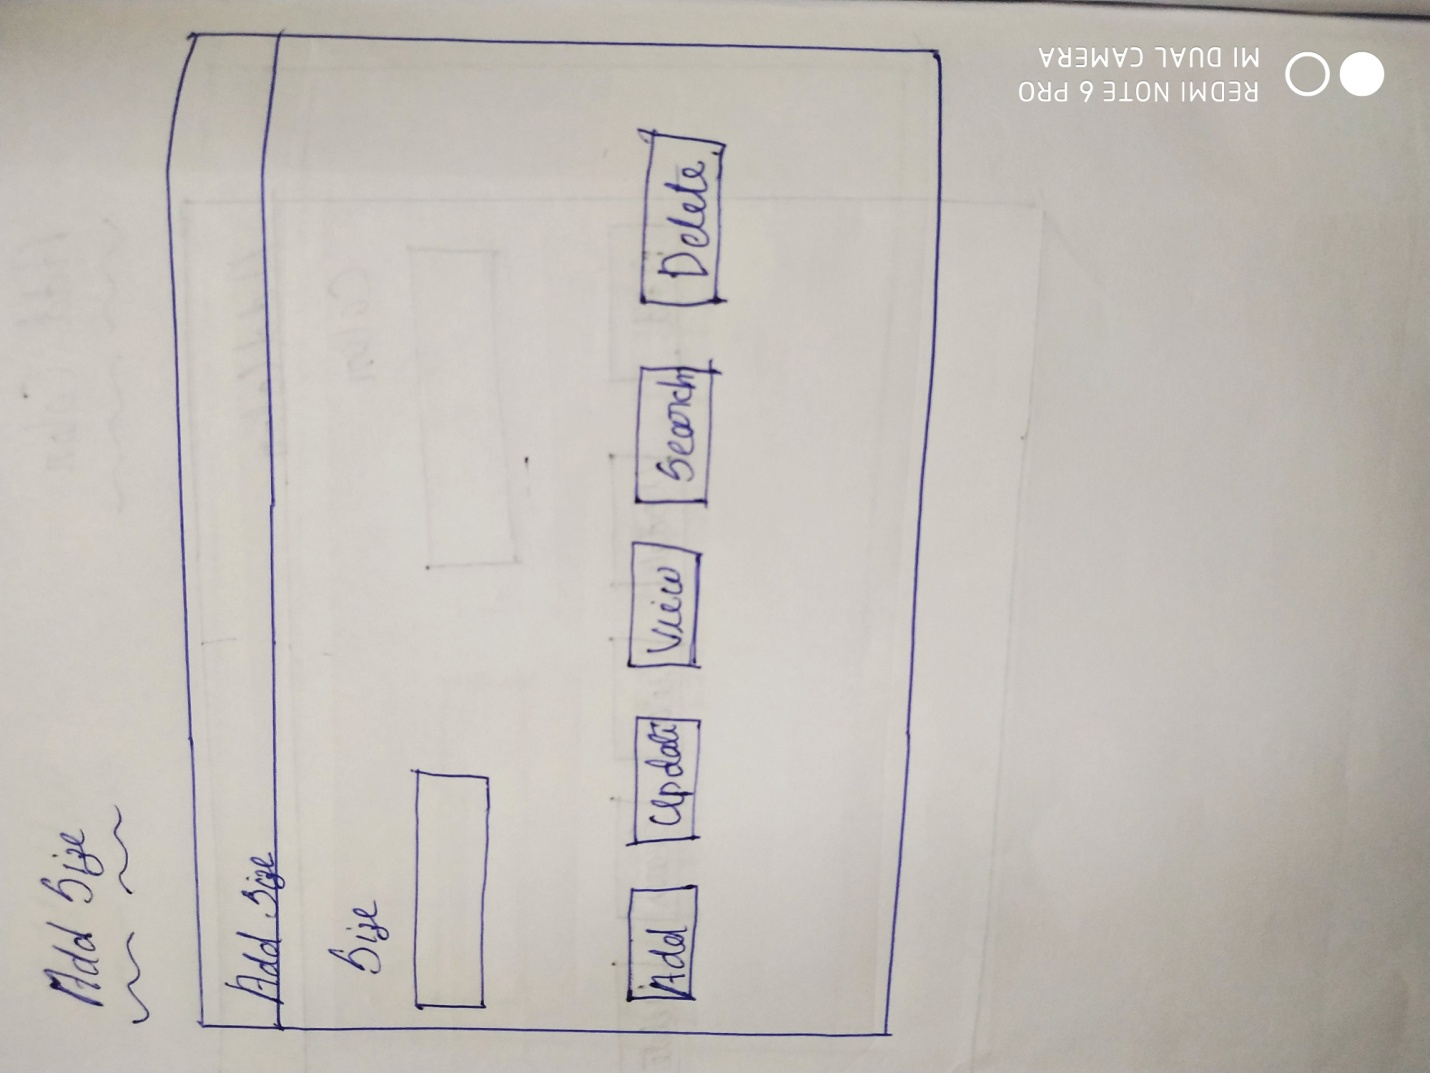 Add Size
Add Size
Size
Add Update View Search Delete
REDMI NOTE 6 PRO
MI DUAL CAMERA